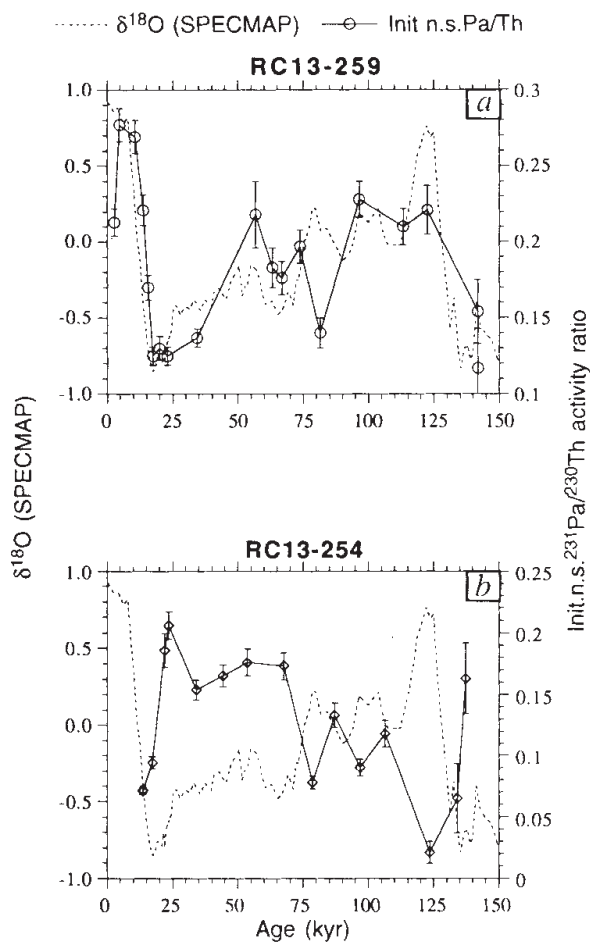 δ¹⁸O (SPECMAP) Init n.s.Pa/Th
RC13-259
a
1.0
0.5
0.0
-0.5
-1.0
0.3
0.25
0.2
0.15
0.1
0 25 50 75 100 125 150
δ¹⁸O (SPECMAP)
Init.n.s.²³¹Pa/²³⁰Th activity ratio
RC13-254
b
1.0
0.5
0.0
-0.5
-1.0
0.25
0.2
0.15
0.1
0.05
0
0 25 50 75 100 125 150
Age (kyr)